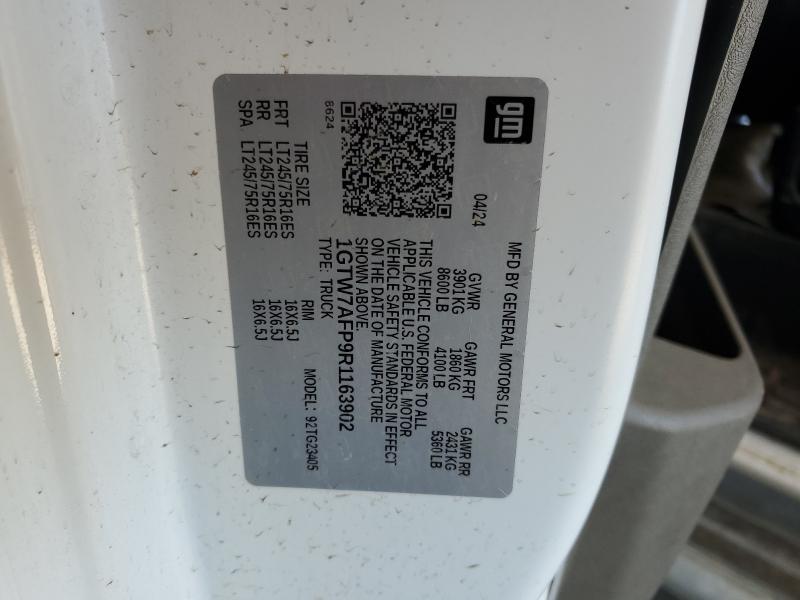 gm
MFD BY GENERAL MOTORS LLC
04/24
GVWR GAWR FRT GAWR RR
3901 KG 1860 KG 2431 KG
8600 LB 4100 LB 5360 LB
THIS VEHICLE CONFORMS TO ALL
APPLICABLE U.S. FEDERAL MOTOR
VEHICLE SAFETY STANDARDS IN EFFECT
ON THE DATE OF MANUFACTURE
SHOWN ABOVE.
1GTW7AFP9R1163902
8624
TYPE: TRUCK MODEL: 92TG23405
TIRE SIZE RIM
FRT LT245/75R16ES 16X6.5J
RR LT245/75R16ES 16X6.5J
SPA LT245/75R16ES 16X6.5J